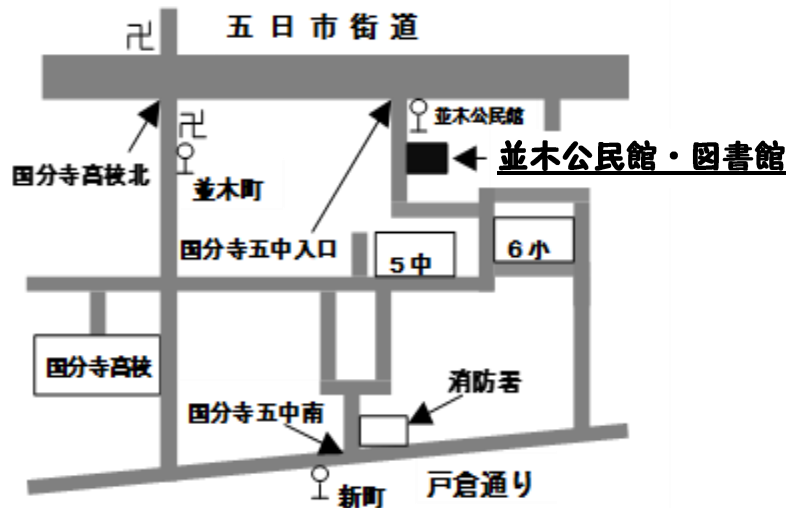 卍
五日市街道
卍
並木公民館
並木町
国分寺高校北
並木公民館・図書館
国分寺五中入口
5中
6小
国分寺高校
消防署
国分寺五中南
新町
戸倉通り